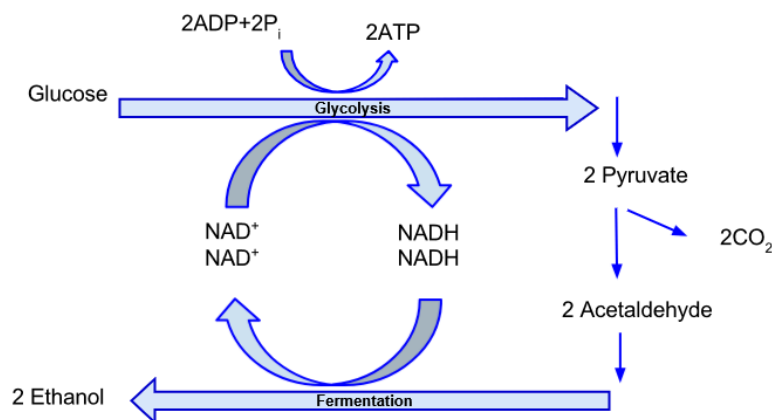 2ADP+2Pᵢ
2ATP
Glucose
Glycolysis
2 Pyruvate
NAD⁺
NAD⁺
NADH
NADH
2CO₂
2 Acetaldehyde
2 Ethanol
Fermentation